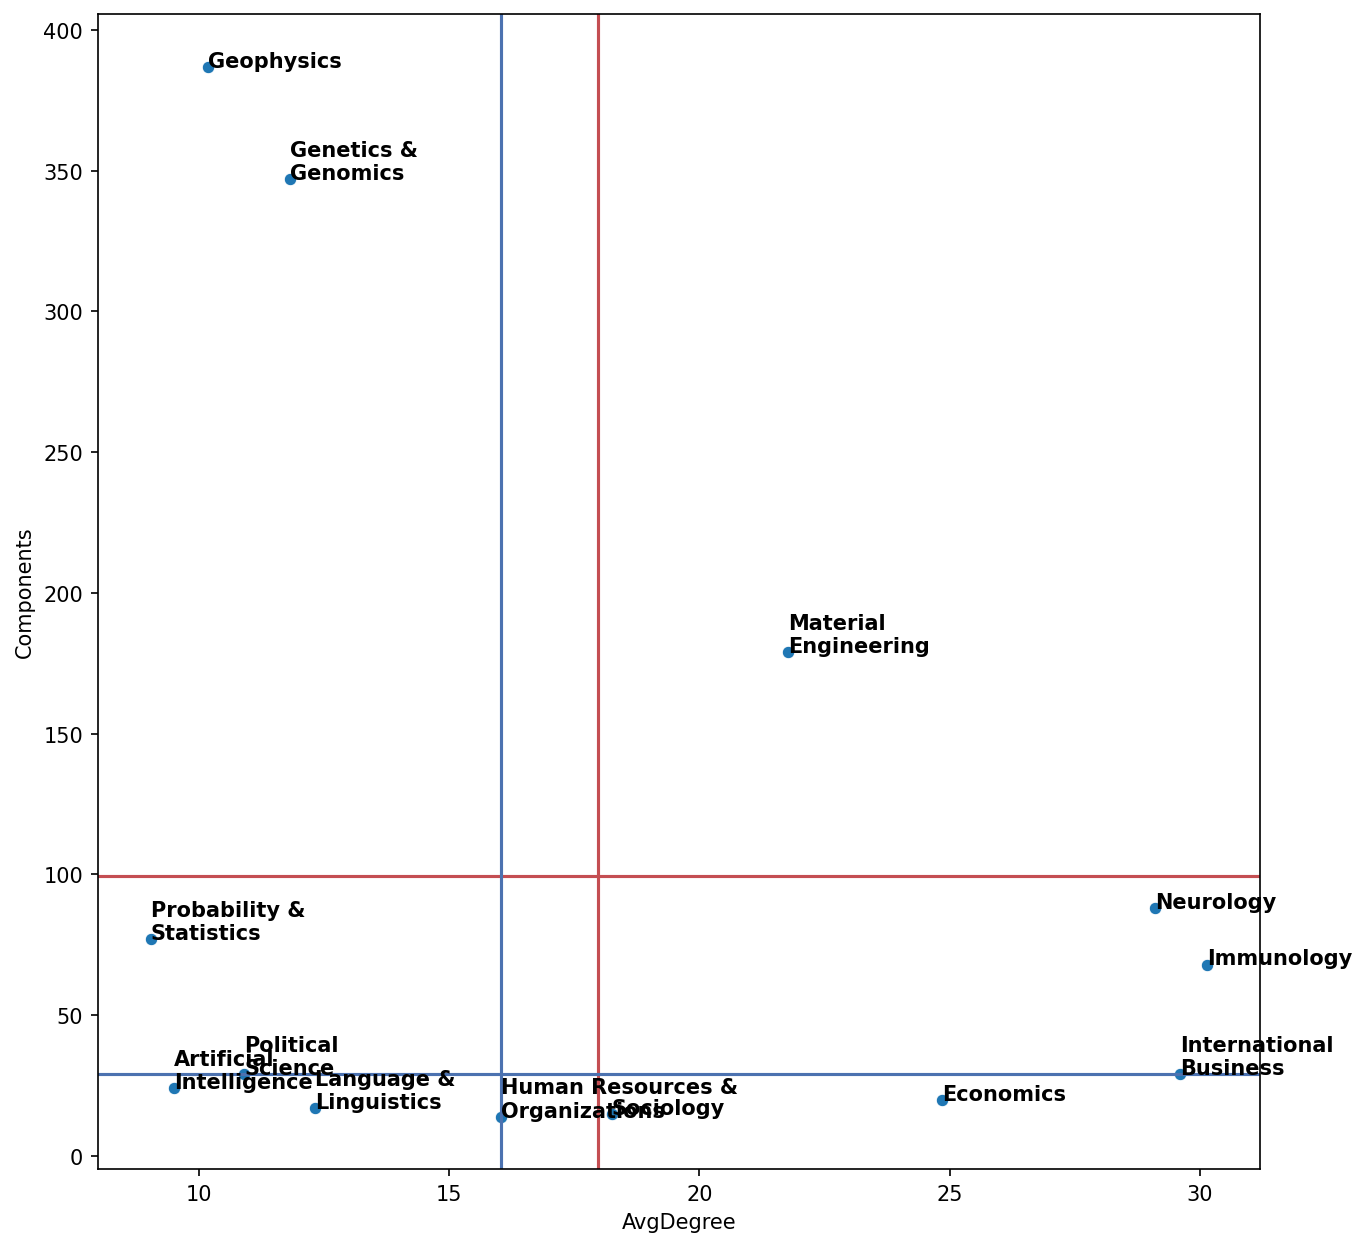 400
Geophysics
Genetics &
Genomics
350
300
250
Components
200
Material
Engineering
150
100
Probability &
Statistics
Neurology
Immunology
50
Political
Science
Artificial
Intelligence
Language &
Linguistics
Human Resources &
Organizations
Sociology
Economics
International
Business
0
10
15
20
25
30
AvgDegree